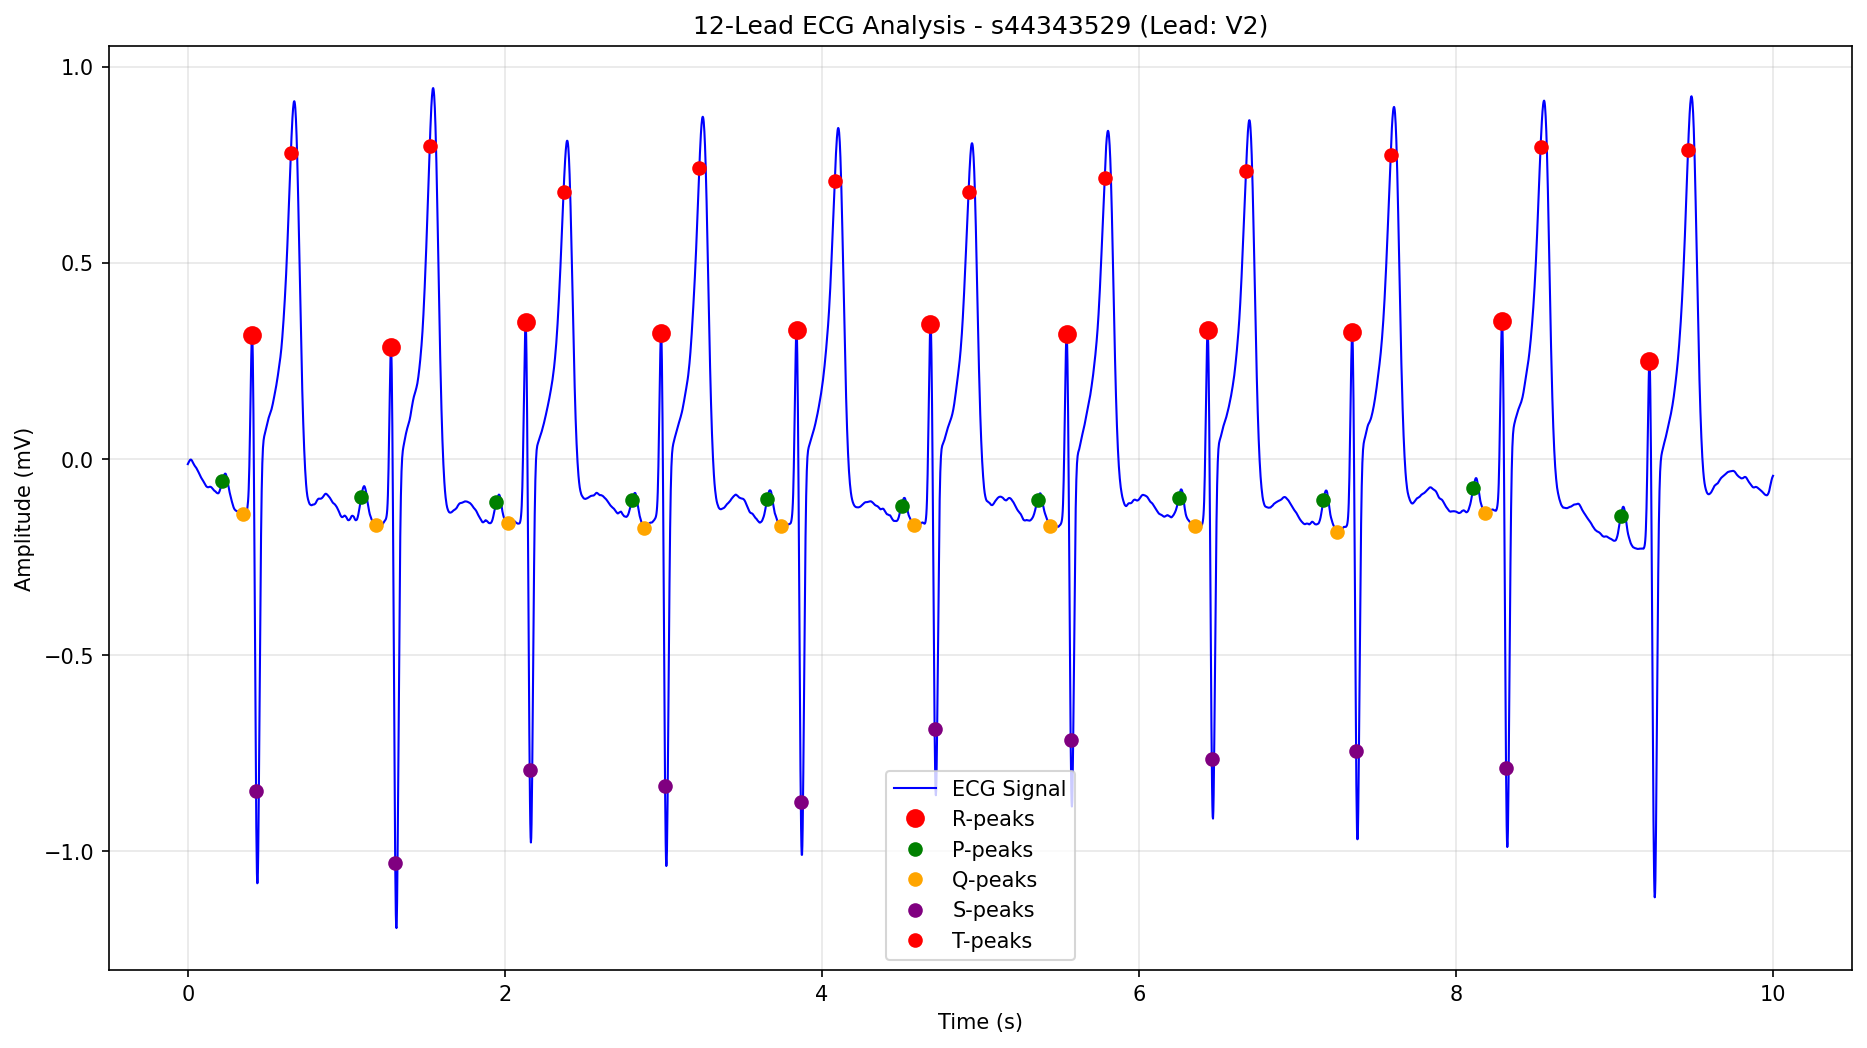 12-Lead ECG Analysis - s44343529 (Lead: V2)
Amplitude (mV)
1.0
0.5
0.0
−0.5
−1.0
ECG Signal
R-peaks
P-peaks
Q-peaks
S-peaks
T-peaks
0 2 4 6 8 10
Time (s)